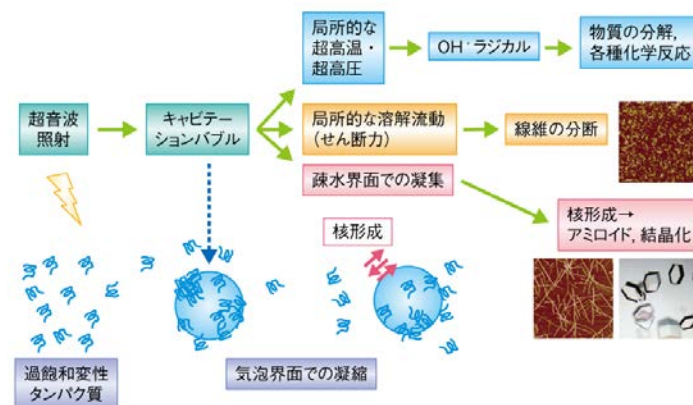 局所的な
超高温・
超高圧
OH・ラジカル
物質の分解,
各種化学反応
超音波
照射
キャビテー
ションバブル
局所的な溶解流動
(せん断力)
線維の分断
疎水界面での凝集
核形成→
アミロイド, 結晶化
核形成
過飽和変性
タンパク質
気泡界面での凝縮